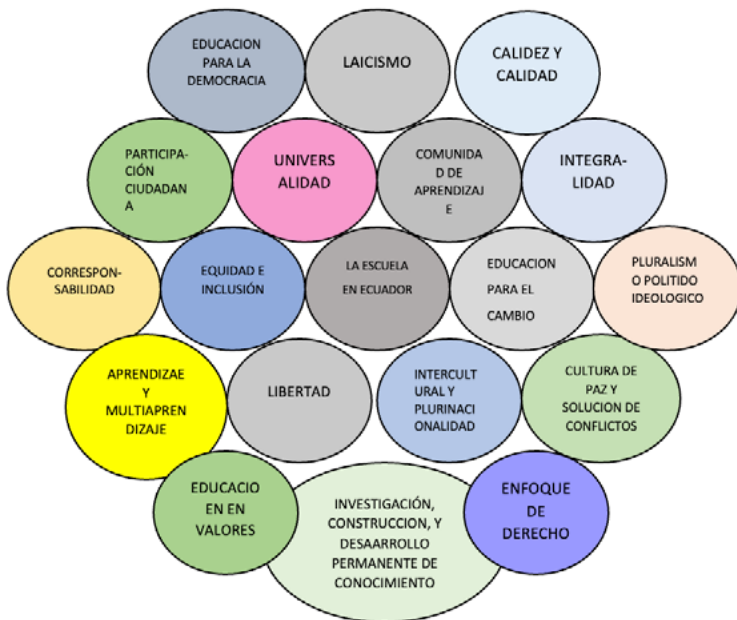 EDUCACION
PARA LA
DEMOCRACIA
LAICISMO
CALIDEZ Y
CALIDAD
PARTICIPA-
CIÓN
CIUDADAN
A
UNIVERS
ALIDAD
COMUNIDA
D DE
APRENDIZAJ
E
INTEGRA-
LIDAD
CORRESPON-
SABILIDAD
EQUIDAD E
INCLUSIÓN
LA ESCUELA
EN ECUADOR
EDUCACION
PARA EL
CAMBIO
PLURALISM
O POLITIDO
IDEOLOGICO
APRENDIZAE
Y
MULTIAPREN
DIZAJE
LIBERTAD
INTERCULT
URAL Y
PLURINACI
ONALIDAD
CULTURA DE
PAZ Y
SOLUCION DE
CONFLICTOS
EDUCACIO
EN EN
VALORES
INVESTIGACIÓN,
CONSTRUCCION, Y
DESAARROLLO
PERMANENTE DE
CONOCIMIENTO
ENFOQUE
DE
DERECHO